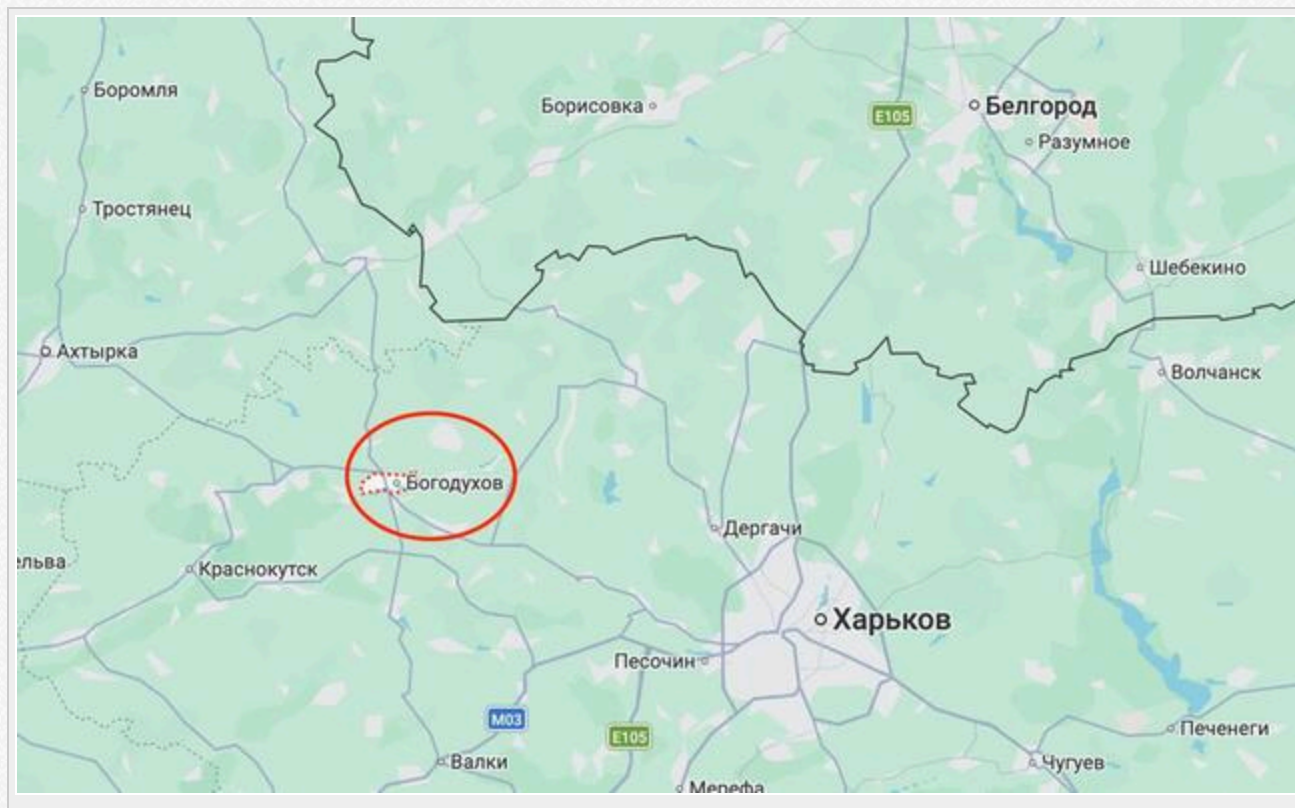 Боромля
Борисовка
E105
Белгород
Разумное
Тростянец
Шебекино
Ахтырка
Волчанск
Богодухов
Дергачи
ельва
Краснокутск
Харьков
Песочин
M03
E105
Печенеги
Валки
Чугуев
Мерефа